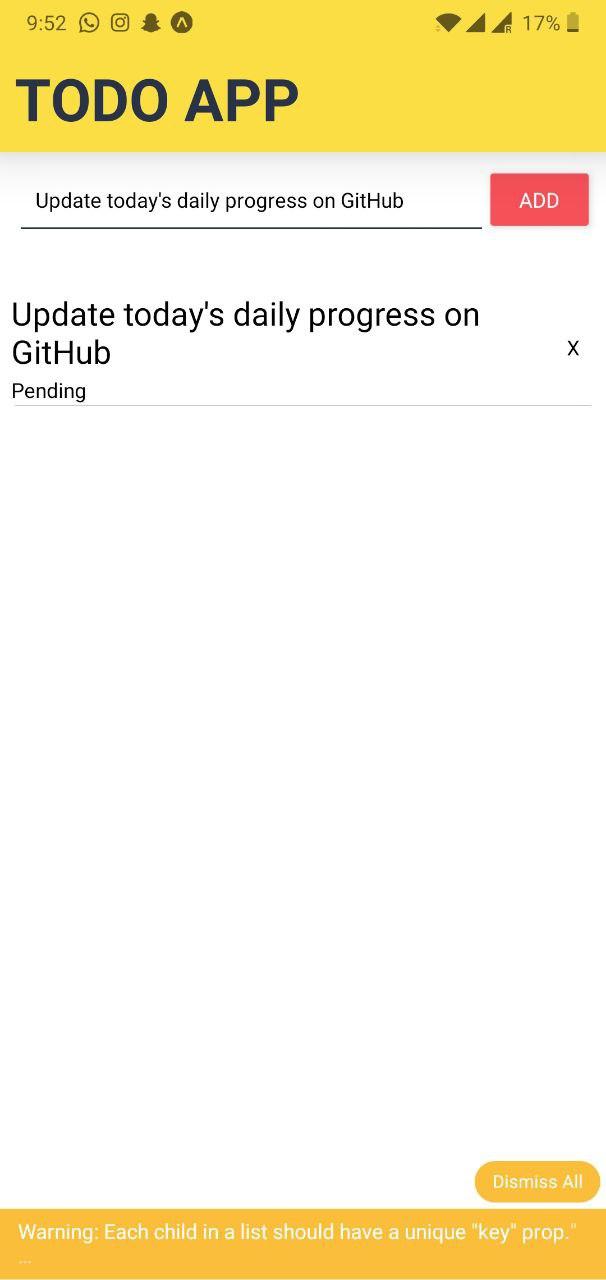 9:52
R 17%
TODO APP
Update today's daily progress on GitHub
ADD
Update today's daily progress on
GitHub
X
Pending
Dismiss All
Warning: Each child in a list should have a unique "key" prop."
...